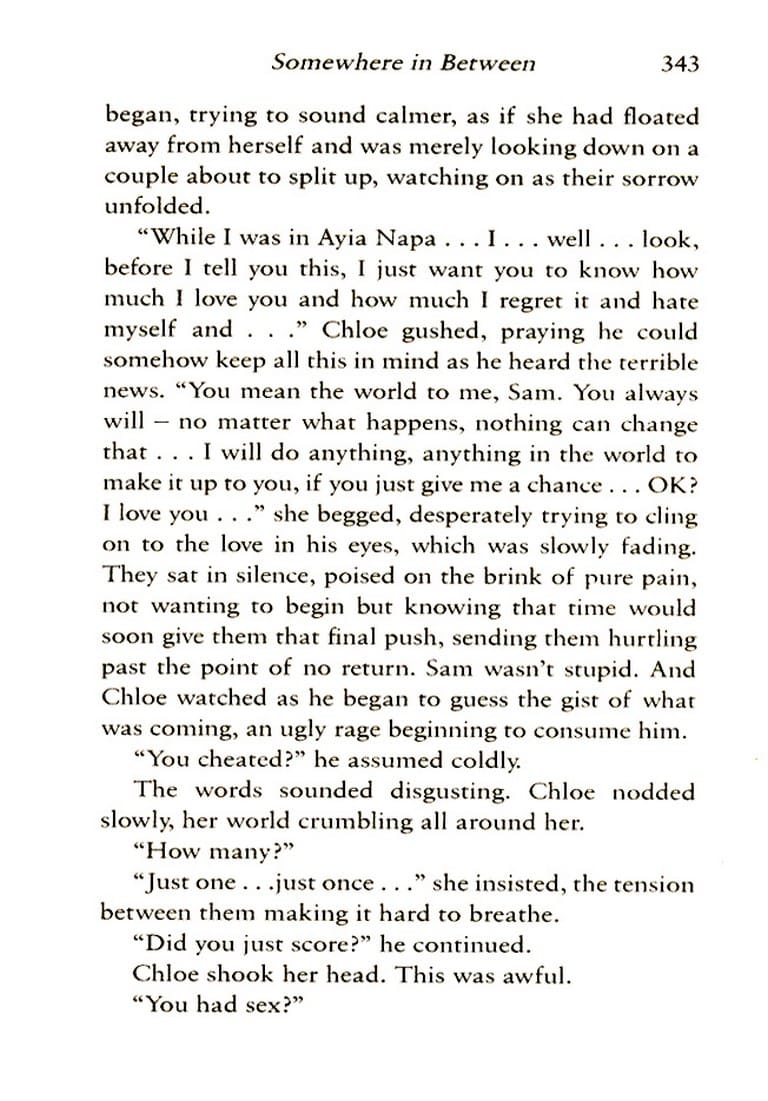 Somewhere in Between 343
began, trying to sound calmer, as if she had floated
away from herself and was merely looking down on a
couple about to split up, watching on as their sorrow
unfolded.
“While I was in Ayia Napa . . . I . . . well . . . look,
before I tell you this, I just want you to know how
much I love you and how much I regret it and hate
myself and . . .” Chloe gushed, praying he could
somehow keep all this in mind as he heard the terrible
news. “You mean the world to me, Sam. You always
will – no matter what happens, nothing can change
that . . . I will do anything, anything in the world to
make it up to you, if you just give me a chance . . . OK?
I love you . . .” she begged, desperately trying to cling
on to the love in his eyes, which was slowly fading.
They sat in silence, poised on the brink of pure pain,
not wanting to begin but knowing that time would
soon give them that final push, sending them hurtling
past the point of no return. Sam wasn’t stupid. And
Chloe watched as he began to guess the gist of what
was coming, an ugly rage beginning to consume him.
“You cheated?” he assumed coldly.
The words sounded disgusting. Chloe nodded
slowly, her world crumbling all around her.
“How many?”
“Just one . . .just once . . .” she insisted, the tension
between them making it hard to breathe.
“Did you just score?” he continued.
Chloe shook her head. This was awful.
“You had sex?”